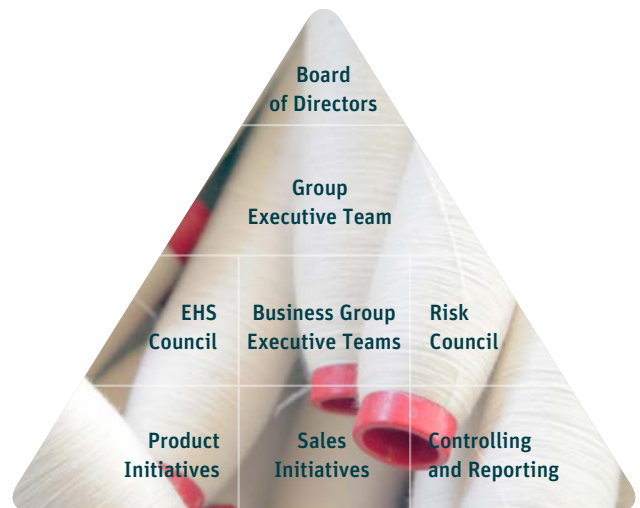 Board
of Directors
Group
Executive Team
EHS
Council
Business Group
Executive Teams
Risk
Council
Product
Initiatives
Sales
Initiatives
Controlling
and Reporting